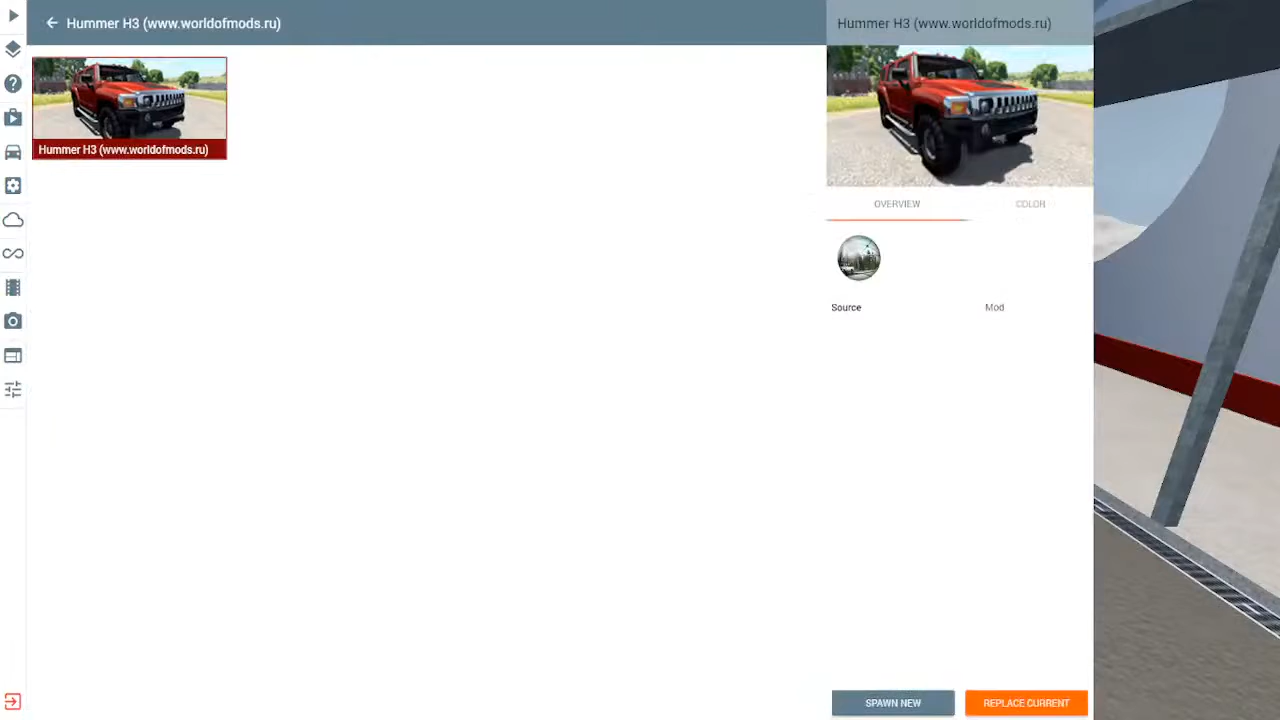 Hummer H3 (www.worldofmods.ru)
Hummer H3 (www.worldofmods.ru)
Hummer H3 (www.worldofmods.ru)
OVERVIEW
COLOR
Source
Mod
SPAWN NEW
REPLACE CURRENT